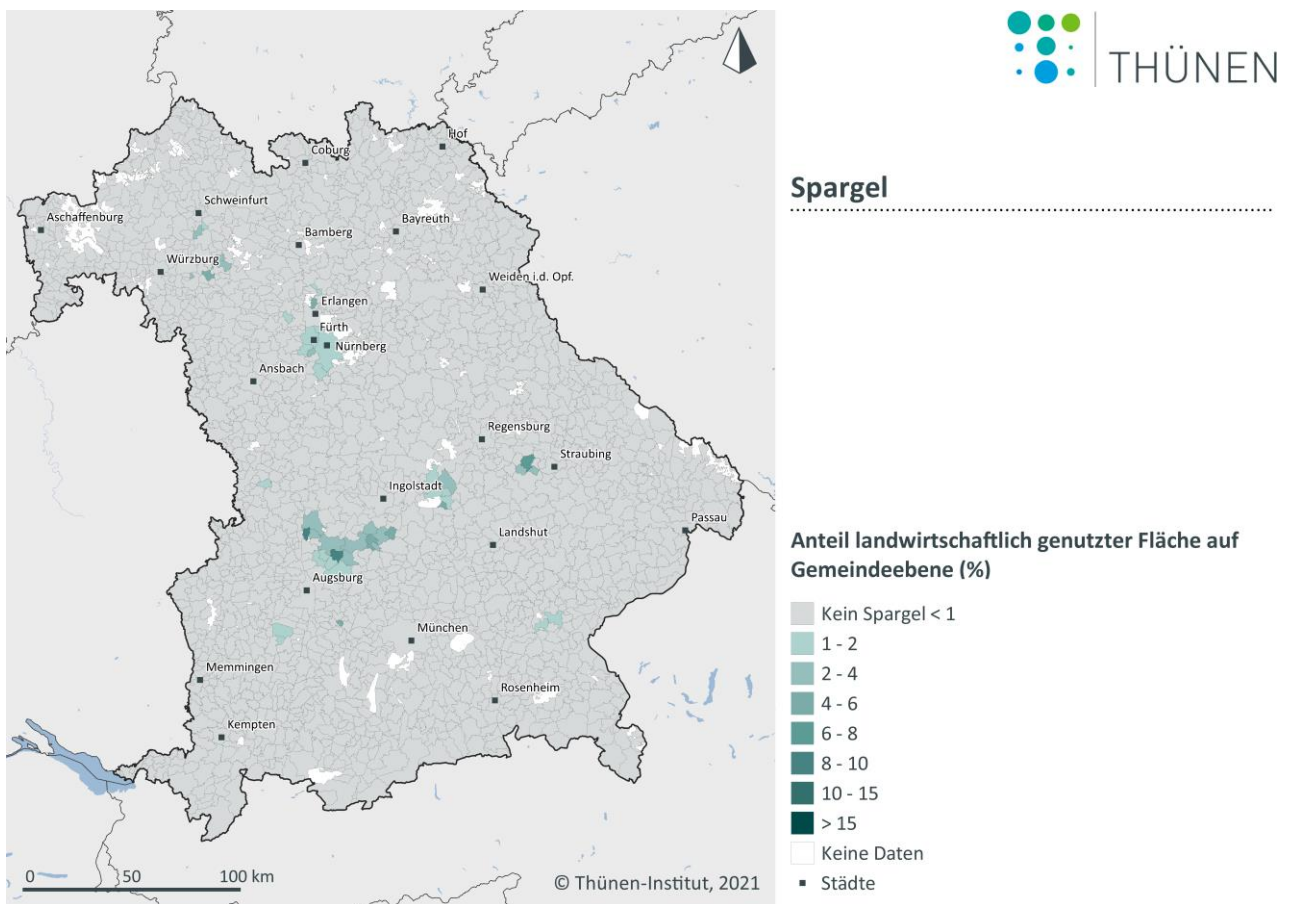 THÜNEN
Spargel
Hof
Coburg
Schweinfurt
Aschaffenburg
Bayreuth
Bamberg
Würzburg
Weiden i.d. Opf.
Erlangen
Fürth
Nürnberg
Ansbach
Regensburg
Straubing
Ingolstadt
Passau
Landshut
Augsburg
München
Memmingen
Rosenheim
Kempten
0 50 100 km
© Thünen-Institut, 2021
Anteil landwirtschaftlich genutzter Fläche auf
Gemeindeebene (%)
Kein Spargel < 1
1 - 2
2 - 4
4 - 6
6 - 8
8 - 10
10 - 15
> 15
Keine Daten
Städte